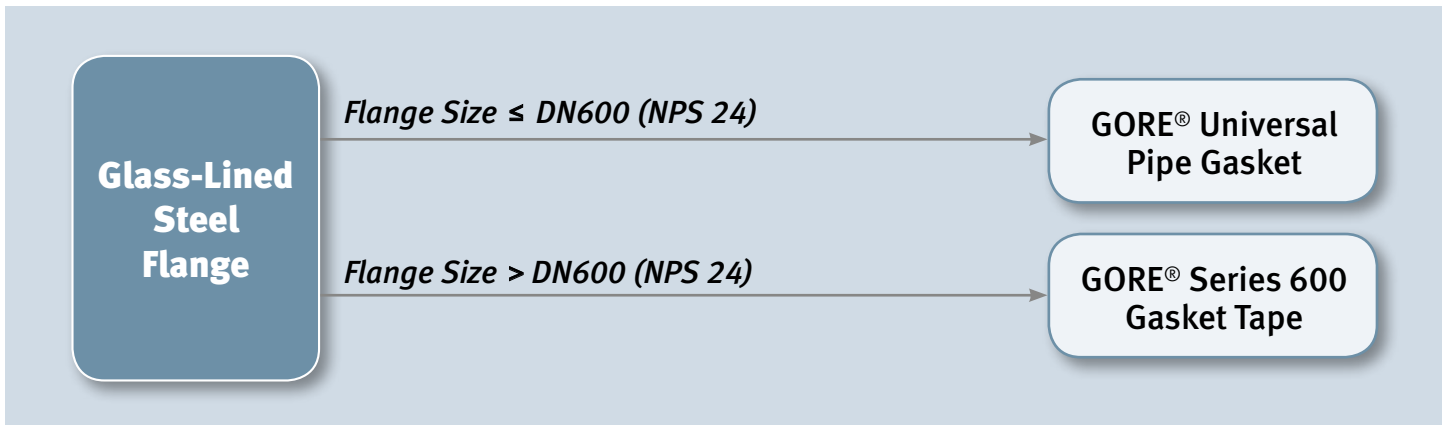 Glass-Lined
Steel
Flange
Flange Size ≤ DN600 (NPS 24)
GORE® Universal
Pipe Gasket
Flange Size > DN600 (NPS 24)
GORE® Series 600
Gasket Tape